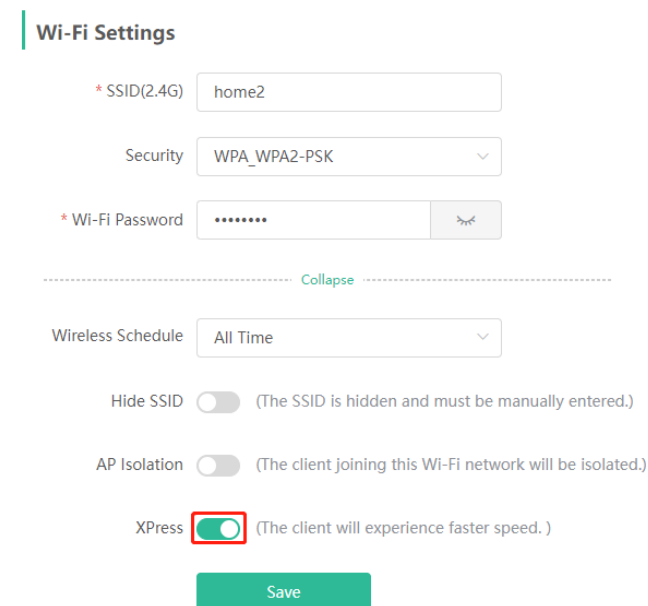 Wi-Fi Settings
* SSID(2.4G) home2
Security WPA_WPA2-PSK
* Wi-Fi Password ••••••••
Collapse
Wireless Schedule All Time
Hide SSID (The SSID is hidden and must be manually entered.)
AP Isolation (The client joining this Wi-Fi network will be isolated.)
XPress (The client will experience faster speed. )
Save